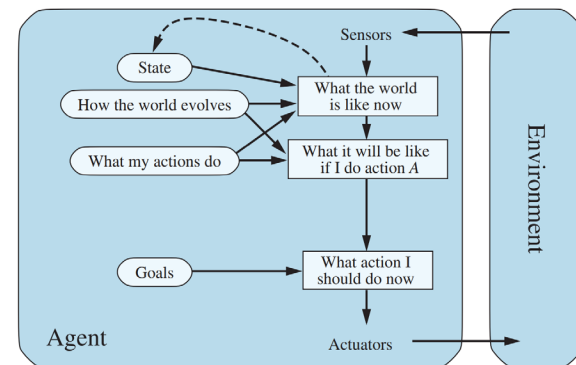 Sensors
State
What the world
is like now
How the world evolves
What my actions do
What it will be like
if I do action A
Environment
Goals
What action I
should do now
Agent
Actuators